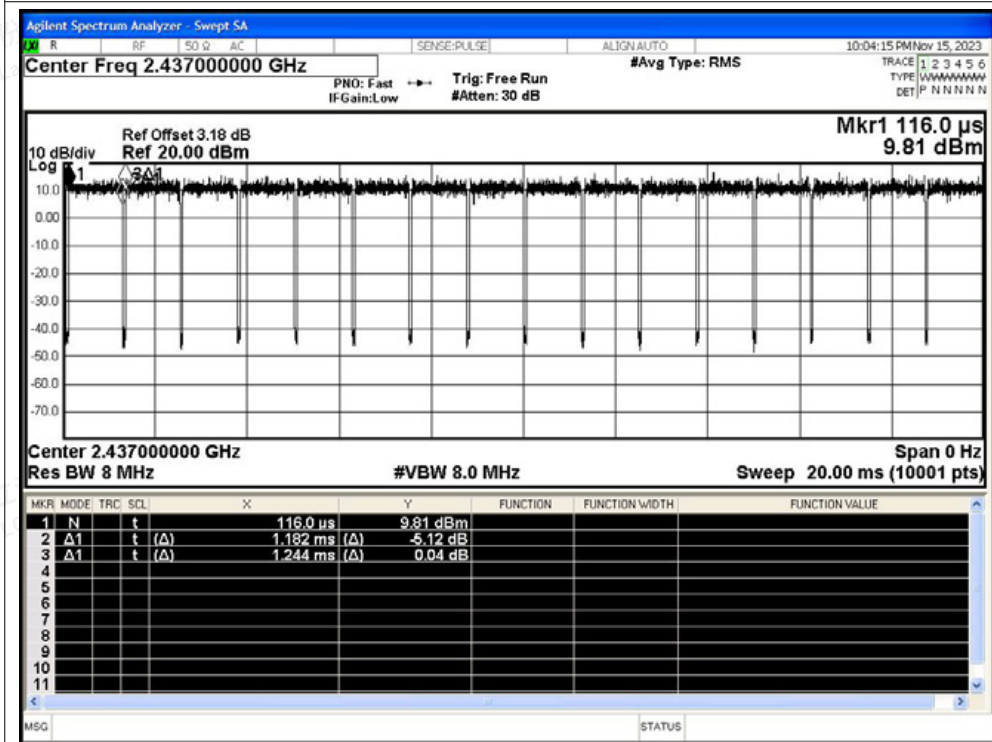 Agilent Spectrum Analyzer - Swept SA
R RF 50 Ω AC SENSE:PULSE ALIGN AUTO 10:04:15 PM Nov 15, 2023
Center Freq 2.437000000 GHz #Avg Type: RMS TRACE 1 2 3 4 5 6
PNO: Fast Trig: Free Run TYPE WWWWWW
IFGain:Low #Atten: 30 dB DET P N N N N N
Mkr1 116.0 µs
Ref Offset 3.18 dB
10 dB/div Ref 20.00 dBm 9.81 dBm
Log
1 3Δ1
10.0
0.00
-10.0
-20.0
-30.0
-40.0
-50.0
-60.0
-70.0
Center 2.437000000 GHz Span 0 Hz
Res BW 8 MHz #VBW 8.0 MHz Sweep 20.00 ms (10001 pts)
MKR MODE TRC SCL X Y FUNCTION FUNCTION WIDTH FUNCTION VALUE
1 N t 116.0 µs 9.81 dBm
2 Δ1 t (Δ) 1.182 ms (Δ) -5.12 dB
3 Δ1 t (Δ) 1.244 ms (Δ) 0.04 dB
4
5
6
7
8
9
10
11
MSG STATUS